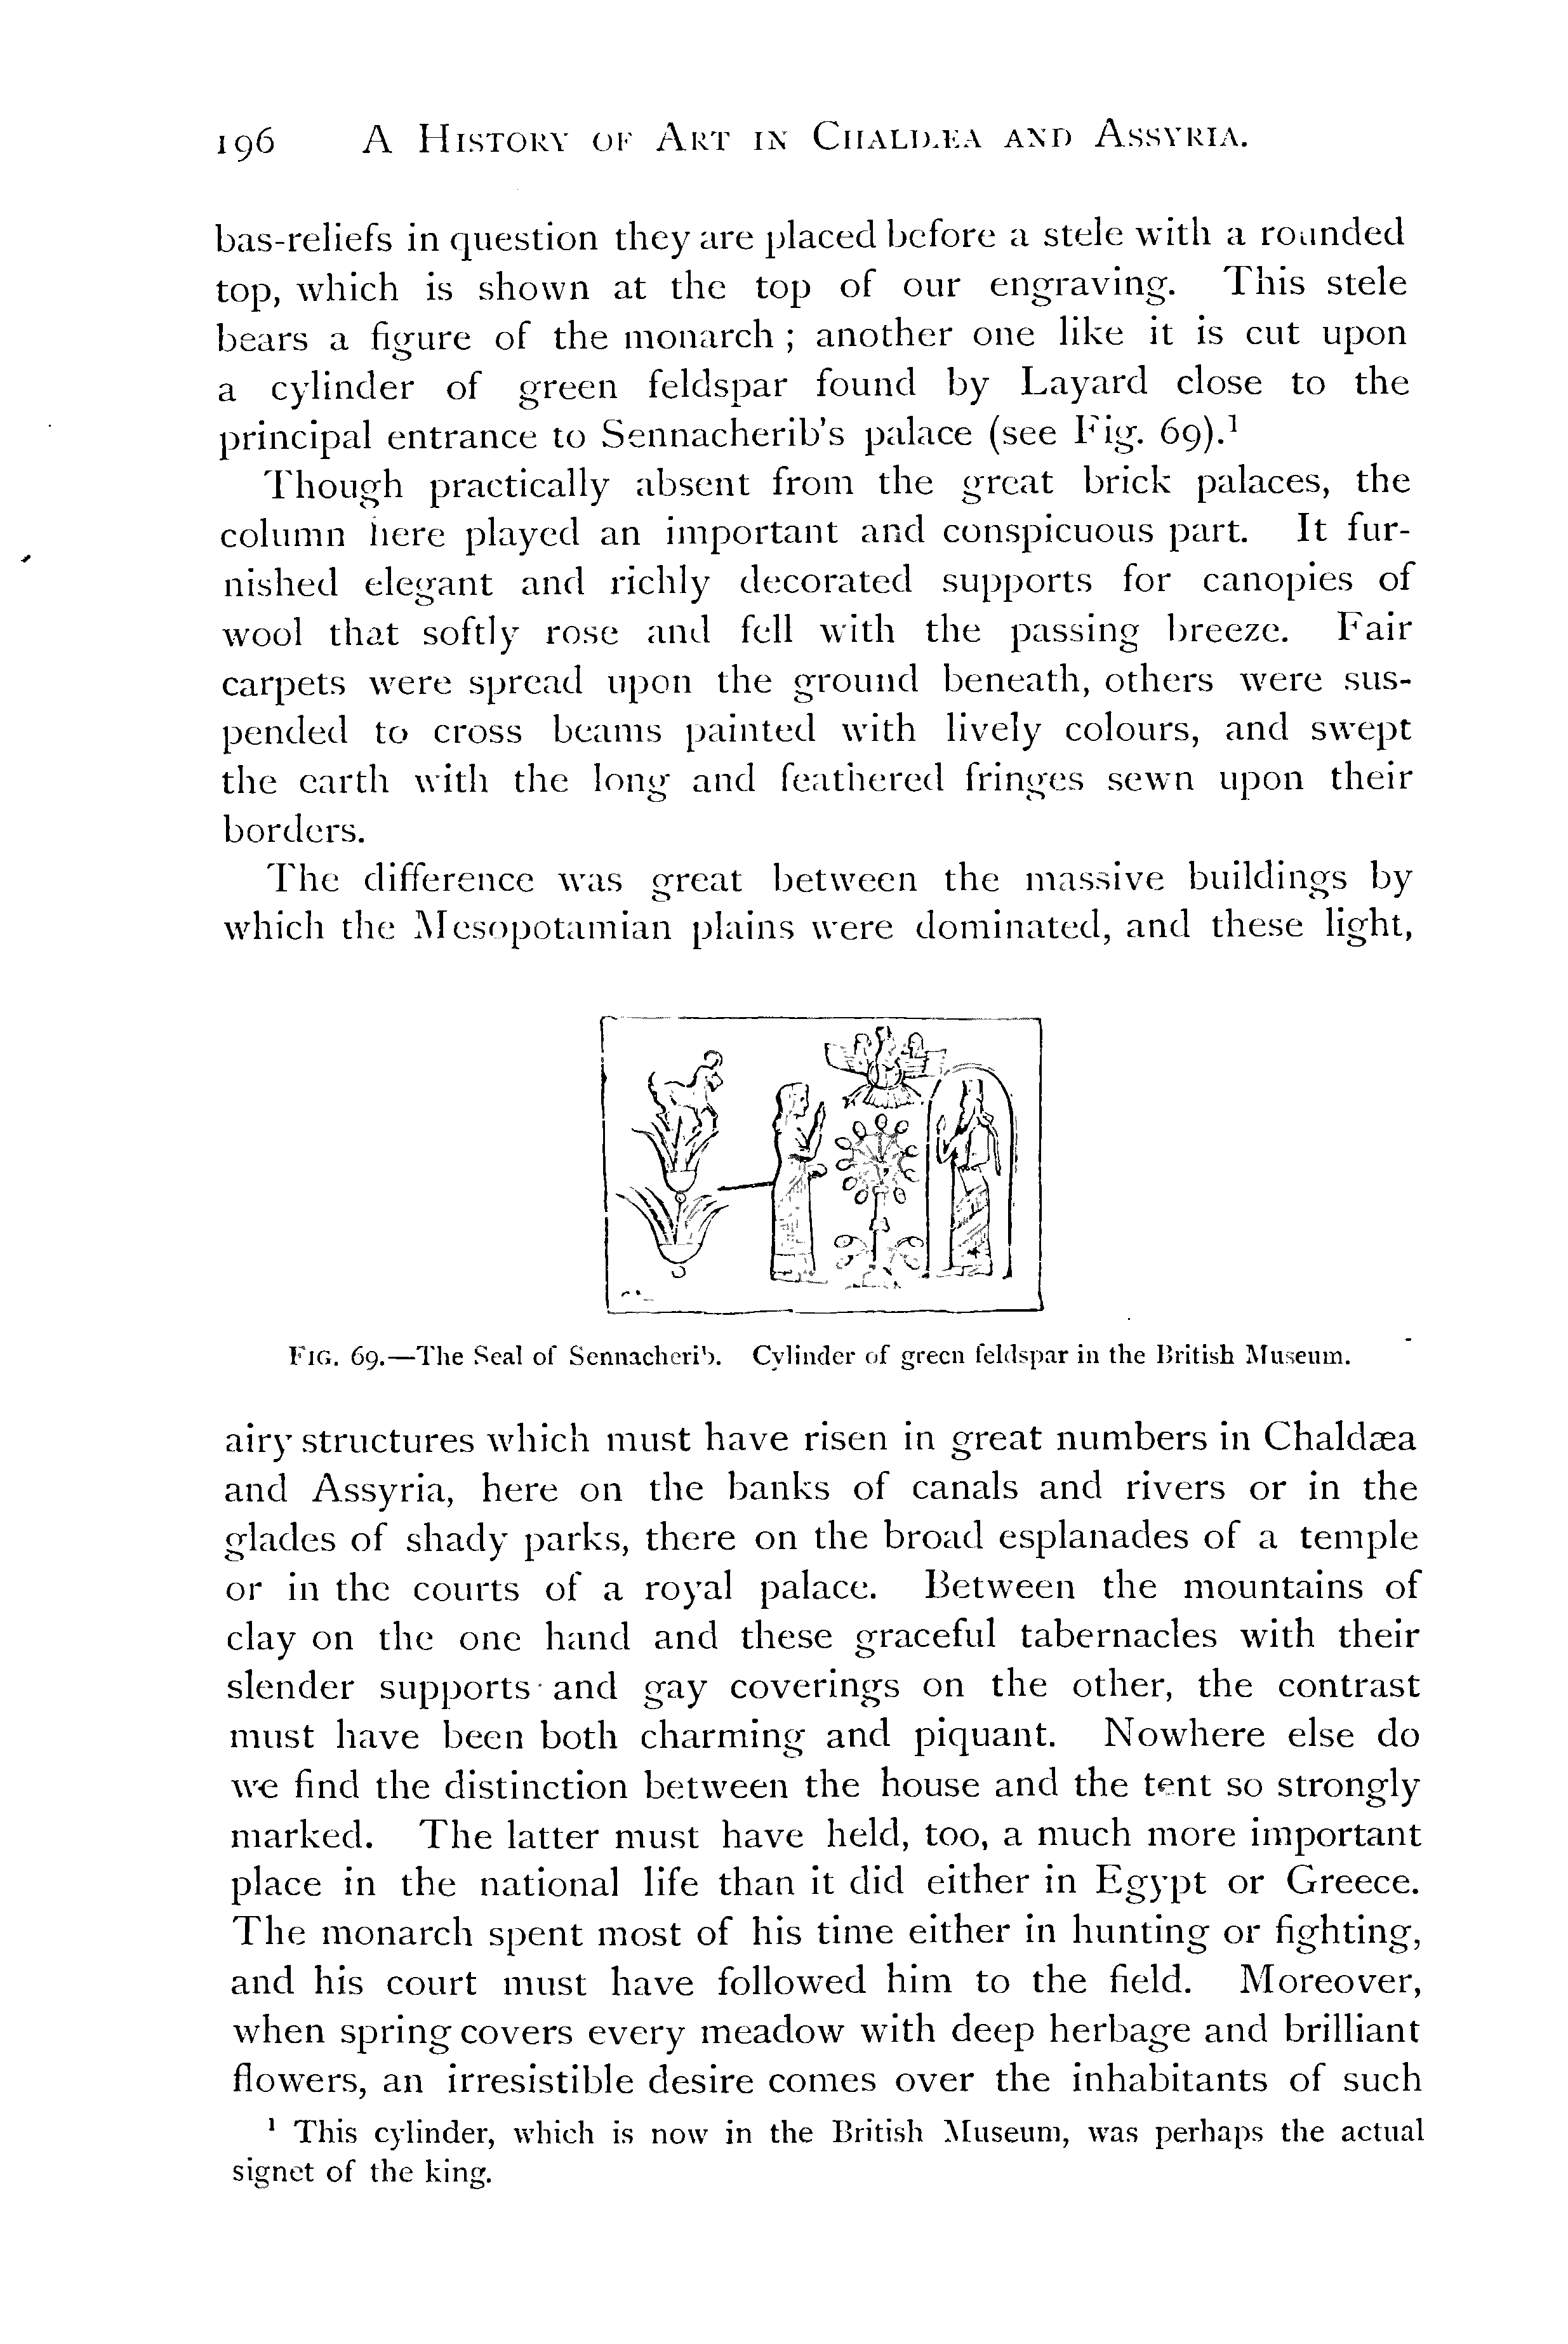 196 A History of Art in Chaldæa and Assyria.
bas-reliefs in question they are placed before a stele with a rounded
top, which is shown at the top of our engraving. This stele
bears a figure of the monarch ; another one like it is cut upon
a cylinder of green feldspar found by Layard close to the
principal entrance to Sennacherib's palace (see Fig. 69).¹
Though practically absent from the great brick palaces, the
column here played an important and conspicuous part. It fur-
nished elegant and richly decorated supports for canopies of
wool that softly rose and fell with the passing breeze. Fair
carpets were spread upon the ground beneath, others were sus-
pended to cross beams painted with lively colours, and swept
the earth with the long and feathered fringes sewn upon their
borders.
The difference was great between the massive buildings by
which the Mesopotamian plains were dominated, and these light,
Fig. 69.—The Seal of Sennacherib. Cylinder of green feldspar in the British Museum.
airy structures which must have risen in great numbers in Chaldæa
and Assyria, here on the banks of canals and rivers or in the
glades of shady parks, there on the broad esplanades of a temple
or in the courts of a royal palace. Between the mountains of
clay on the one hand and these graceful tabernacles with their
slender supports and gay coverings on the other, the contrast
must have been both charming and piquant. Nowhere else do
we find the distinction between the house and the tent so strongly
marked. The latter must have held, too, a much more important
place in the national life than it did either in Egypt or Greece.
The monarch spent most of his time either in hunting or fighting,
and his court must have followed him to the field. Moreover,
when spring covers every meadow with deep herbage and brilliant
flowers, an irresistible desire comes over the inhabitants of such
¹ This cylinder, which is now in the British Museum, was perhaps the actual
signet of the king.